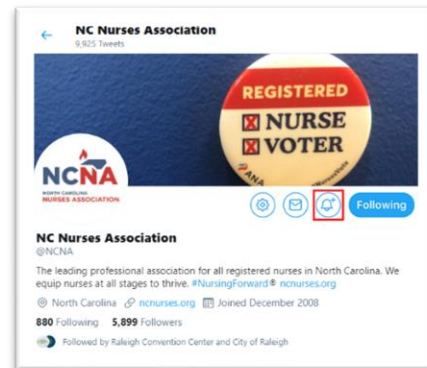 NC Nurses Association
9,925 Tweets
REGISTERED
NURSE
VOTER
ANA
NCNA
NORTH CAROLINA
NURSES ASSOCIATION
Following
NC Nurses Association
@NCNA
The leading professional association for all registered nurses in North Carolina. We
equip nurses at all stages to thrive. #NursingForward® ncnurses.org
North Carolina ncnurses.org Joined December 2008
880 Following 5,899 Followers
Followed by Raleigh Convention Center and City of Raleigh